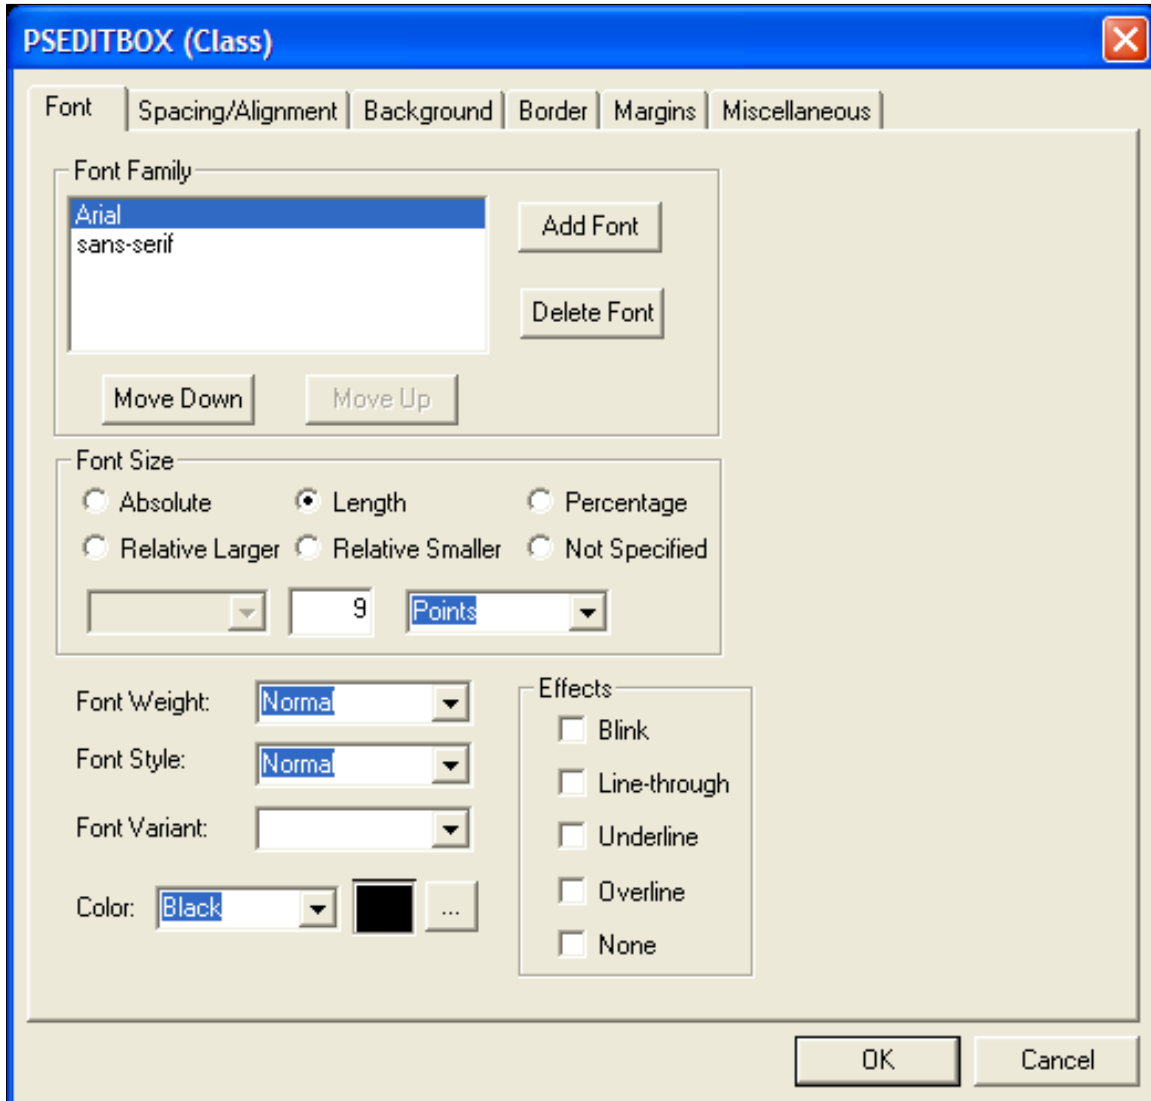 PSEDITBOX (Class)
Font Spacing/Alignment Background Border Margins Miscellaneous
Font Family
Arial
sans-serif
Add Font
Delete Font
Move Down Move Up
Font Size
Absolute Length Percentage
Relative Larger Relative Smaller Not Specified
9 Points
Font Weight: Normal
Font Style: Normal
Font Variant:
Color: Black ...
Effects
Blink
Line-through
Underline
Overline
None
OK Cancel